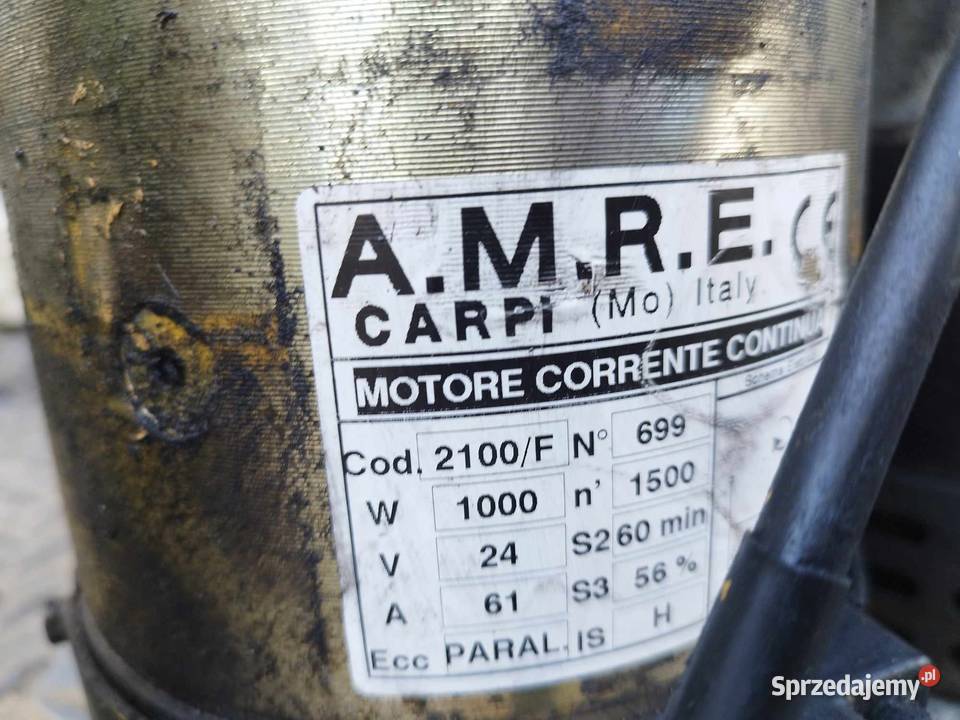 A.M.R.E. CE
CARPi (Mo) Italy
MOTORE CORRENTE CONTINUA
Cod. 2100/F N° 699
W 1000 n' 1500
V 24 S2 60 min
A 61 S3 56 %
Ecc PARAL. IS H
Sprzedajemy.pl